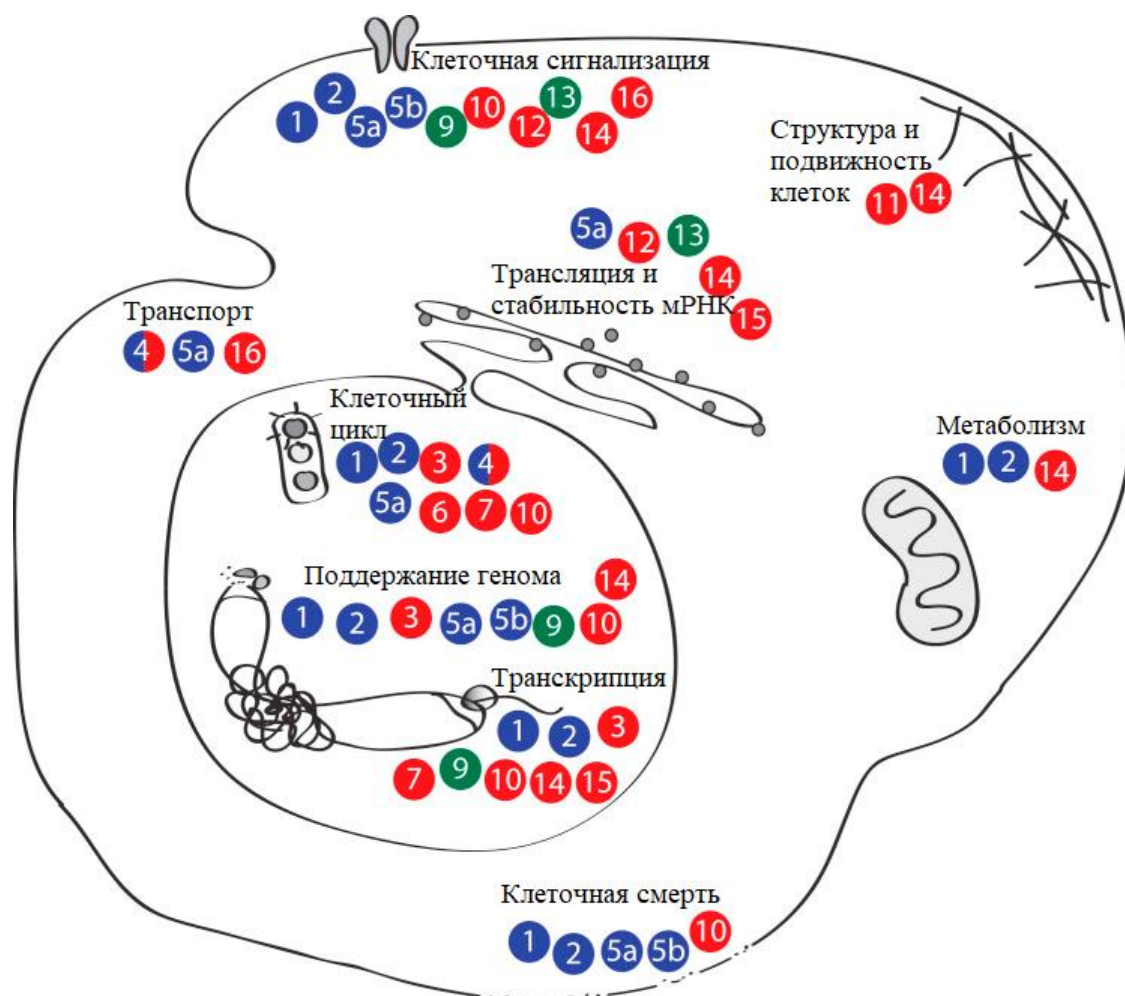 Клеточная сигнализация
1 2 5a 5b 9 10 12 13 14 16
Структура и
подвижность
клеток
11 14
5a 12 13
14
Трансляция и
стабильность мРНК
15
Транспорт
4 5a 16
Клеточный
цикл
1 2 3 4
5a 6 7 10
Метаболизм
1 2 14
Поддержание генома
14
1 2 3 5a 5b 9 10
Транскрипция
1 2 3
7 9 10 14 15
Клеточная смерть
1 2 5a 5b 10